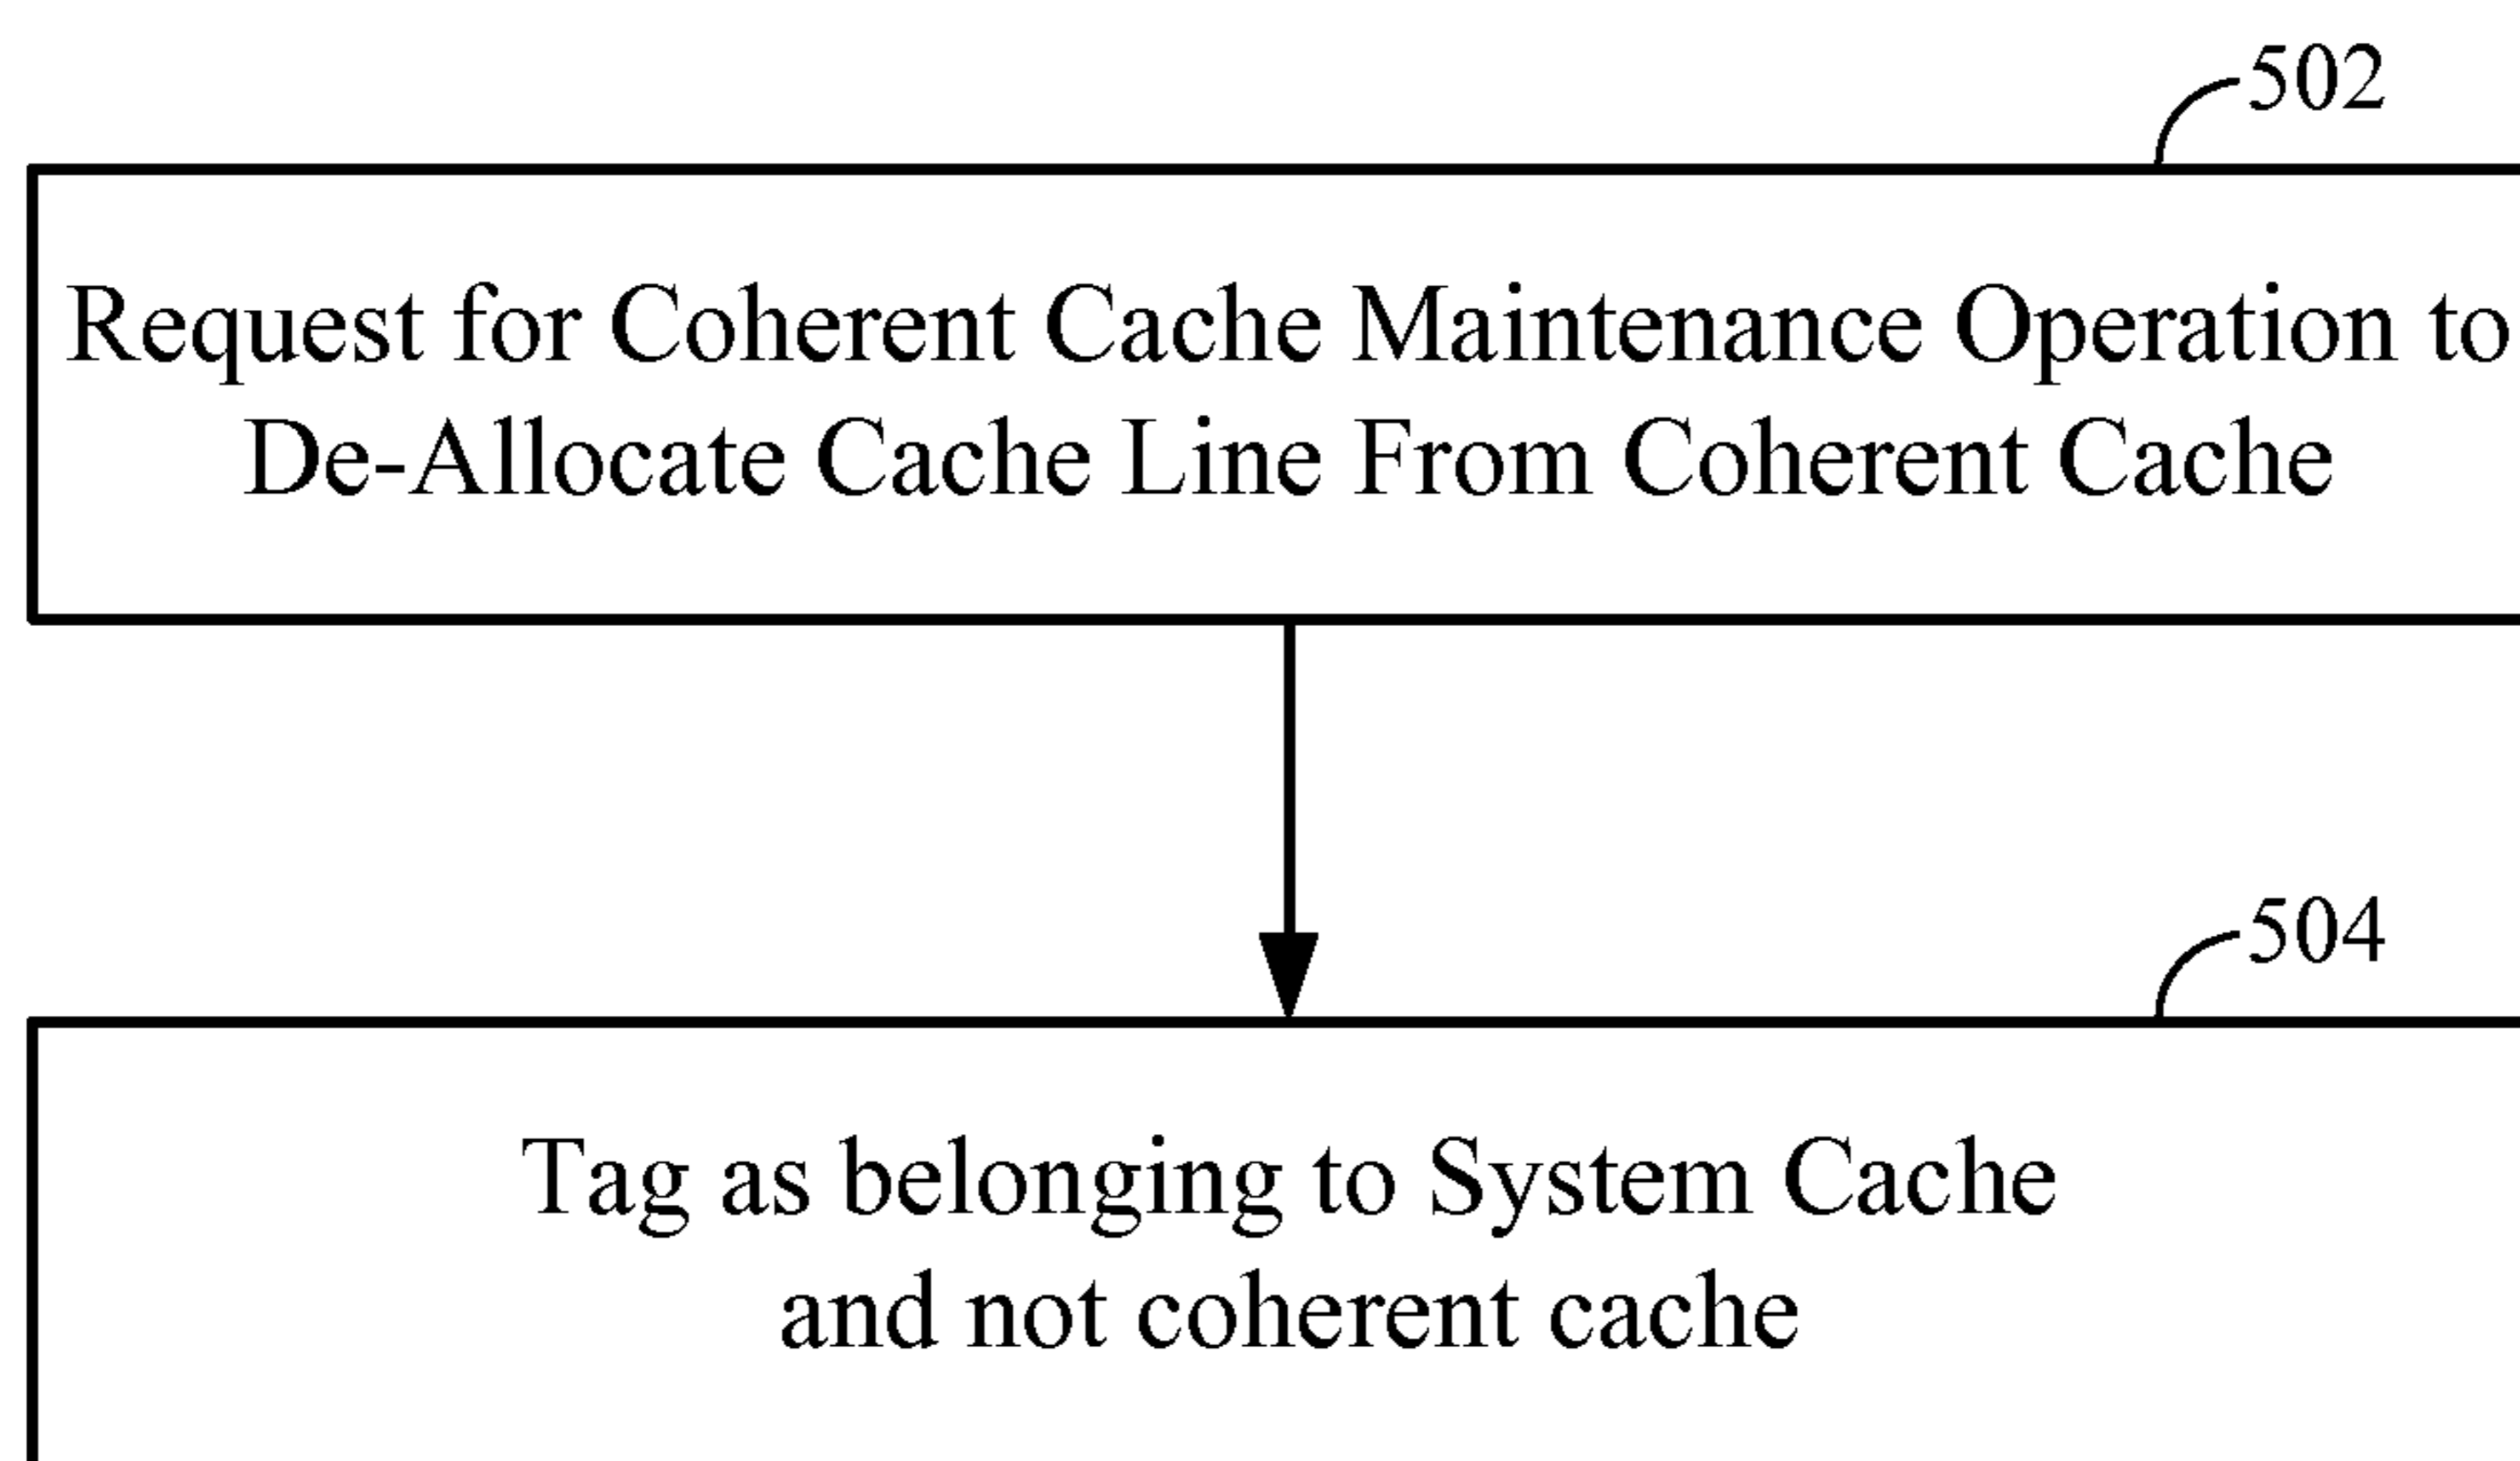 502
Request for Coherent Cache Maintenance Operation to
De-Allocate Cache Line From Coherent Cache
504
Tag as belonging to System Cache
and not coherent cache